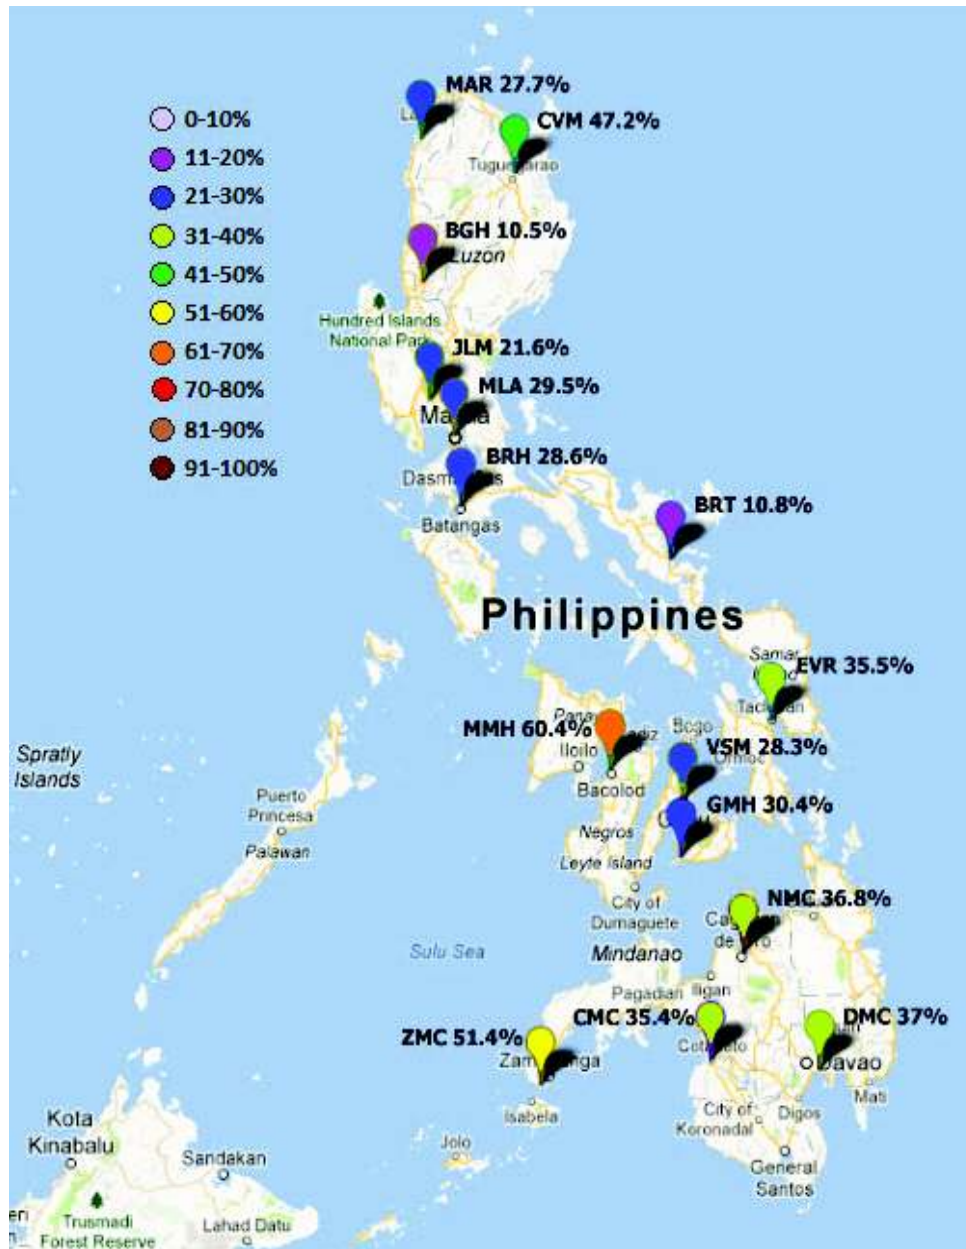 MAR 27.7%
CVM 47.2%
0-10%
11-20%
21-30%
31-40%
41-50%
51-60%
61-70%
70-80%
81-90%
91-100%
BGH 10.5%
Luzon
Hundred Islands
National Park
JLM 21.6%
MLA 29.5%
BRH 28.6%
Batangas
BRT 10.8%
Philippines
Samar
EVR 35.5%
MMH 60.4%
Iloilo
Bacolod
Bogo
VSM 28.3%
Ormoc
GMH 30.4%
Spratly
Islands
Puerto
Princesa
Palawan
Negros
Leyte Island
City of
Dumaguete
NMC 36.8%
Sulu Sea
Mindanao
Pagadian
Iligan
CMC 35.4%
DMC 37%
ZMC 51.4%
Davao
Mati
Isabela
City of
Koronadal
Digos
Jolo
General
Santos
Kota
Kinabalu
Sandakan
Trusmadi
Forest Reserve
Lahad Datu